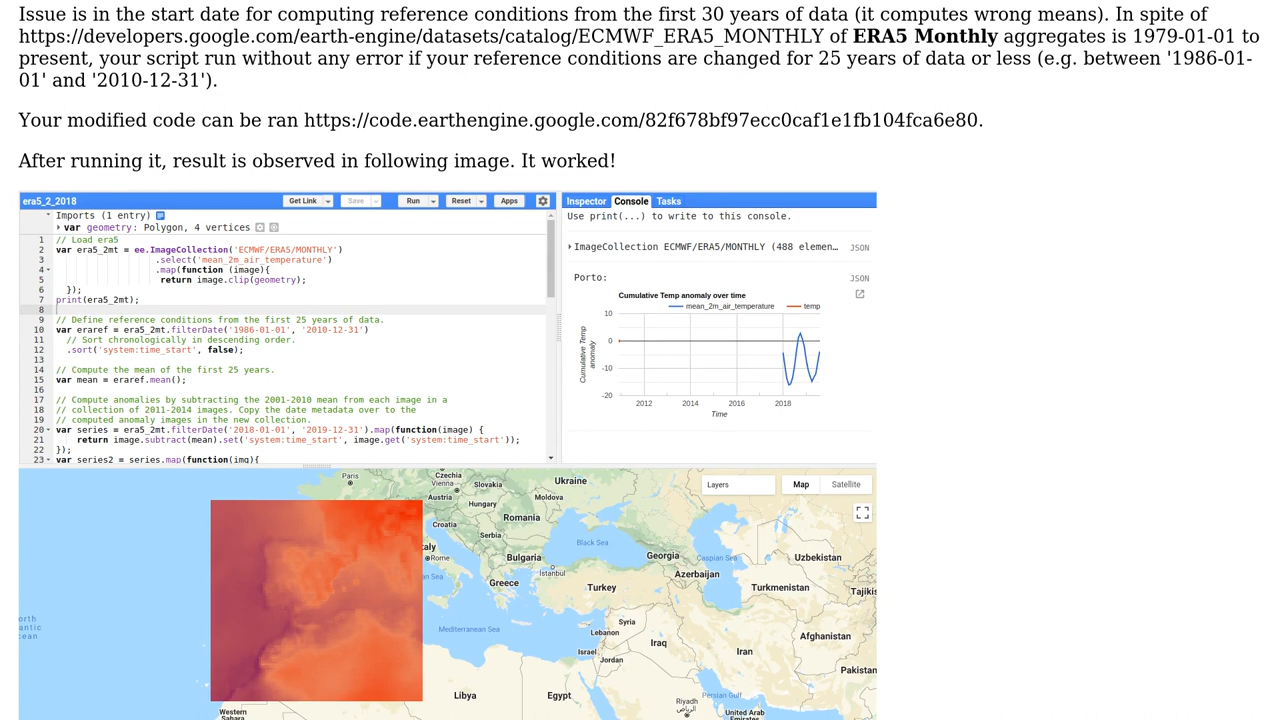 Issue is in the start date for computing reference conditions from the first 30 years of data (it computes wrong means). In spite of
https://developers.google.com/earth-engine/datasets/catalog/ECMWF_ERA5_MONTHLY of ERA5 Monthly aggregates is 1979-01-01 to
present, your script run without any error if your reference conditions are changed for 25 years of data or less (e.g. between '1986-01-
01' and '2010-12-31').
Your modified code can be ran https://code.earthengine.google.com/82f678bf97ecc0caf1e1fb104fca6e80.
After running it, result is observed in following image. It worked!
era5_2_2018 Get Link Save Run Reset Apps
Imports (1 entry)
var geometry: Polygon, 4 vertices
1 // Load era5
2 var era5_2mt = ee.ImageCollection('ECMWF/ERA5/MONTHLY')
3 .select('mean_2m_air_temperature')
4 .map(function (image){
5 return image.clip(geometry);
6 });
7 print(era5_2mt);
8
9 // Define reference conditions from the first 25 years of data.
10 var eraref = era5_2mt.filterDate('1986-01-01', '2010-12-31')
11 // Sort chronologically in descending order.
12 .sort('system:time_start', false);
13
14 // Compute the mean of the first 25 years.
15 var mean = eraref.mean();
16
17 // Compute anomalies by subtracting the 2001-2010 mean from each image in a
18 // collection of 2011-2014 images. Copy the date metadata over to the
19 // computed anomaly images in the new collection.
20 var series = era5_2mt.filterDate('2018-01-01', '2019-12-31').map(function(image) {
21 return image.subtract(mean).set('system:time_start', image.get('system:time_start'));
22 });
23 var series2 = series.map(function(img){
Inspector Console Tasks
Use print(...) to write to this console.
ImageCollection ECMWF/ERA5/MONTHLY (488 elemen… JSON
Porto: JSON
Cumulative Temp anomaly over time
mean_2m_air_temperature temp
10
0
-10
-20
Cumulative Temp
anomaly
2012 2014 2016 2018
Time
Layers Map Satellite
Paris
Czechia
Vienna
Slovakia
Ukraine
Austria
Hungary
Moldova
Croatia
Romania
Serbia
Black Sea
Caspian Sea
Georgia
Uzbekistan
taly
Rome
Bulgaria
Istanbul
Azerbaijan
Greece
Turkey
Turkmenistan
Tajikis
an Sea
Mediterranean Sea
Syria
Lebanon
Iraq
Israel
Jordan
Iran
Afghanistan
Pakistan
orth
antic
cean
Libya
Egypt
Persian Gulf
Riyadh
الرياض
Western
Sahara
United Arab
Emirates